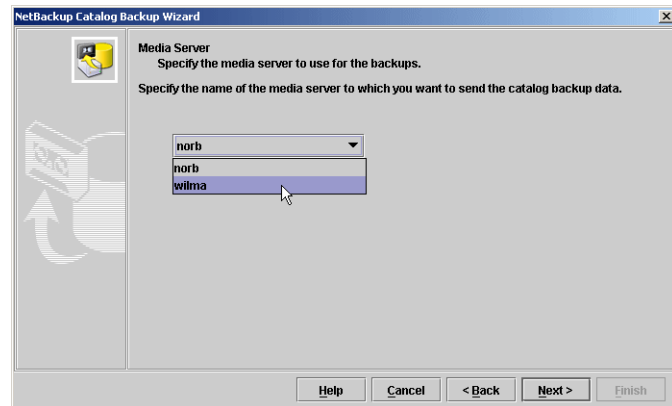 NetBackup Catalog Backup Wizard
Media Server
Specify the media server to use for the backups.
Specify the name of the media server to which you want to send the catalog backup data.
norb
norb
wilma
Help
Cancel
< Back
Next >
Finish